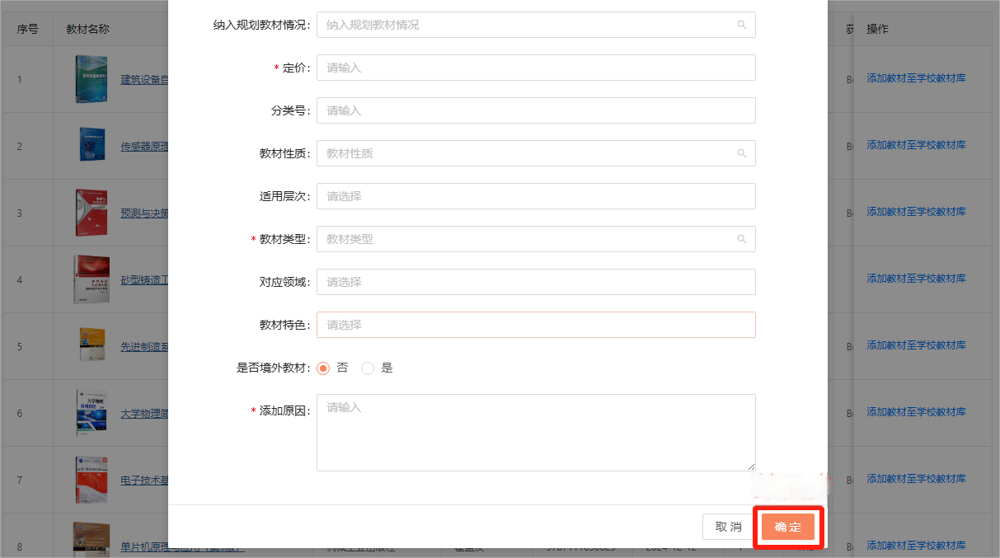 纳入规划教材情况: 纳入规划教材情况
序号 教材名称 操作
* 定价: 请输入
1 建筑设备自 添加教材至学校教材库
分类号: 请输入
2 传感器原理 教材性质: 教材性质 添加教材至学校教材库
适用层次: 请选择
3 预测与决策 添加教材至学校教材库
* 教材类型: 教材类型
4 砂型铸造工 对应领域: 请选择 添加教材至学校教材库
教材特色: 请选择
5 先进制造系 添加教材至学校教材库
是否境外教材: 否 是
* 添加原因: 请输入
6 大学物理简 添加教材至学校教材库
7 电子技术基 添加教材至学校教材库
取 消 确 定
8 单片机原理 添加教材至学校教材库